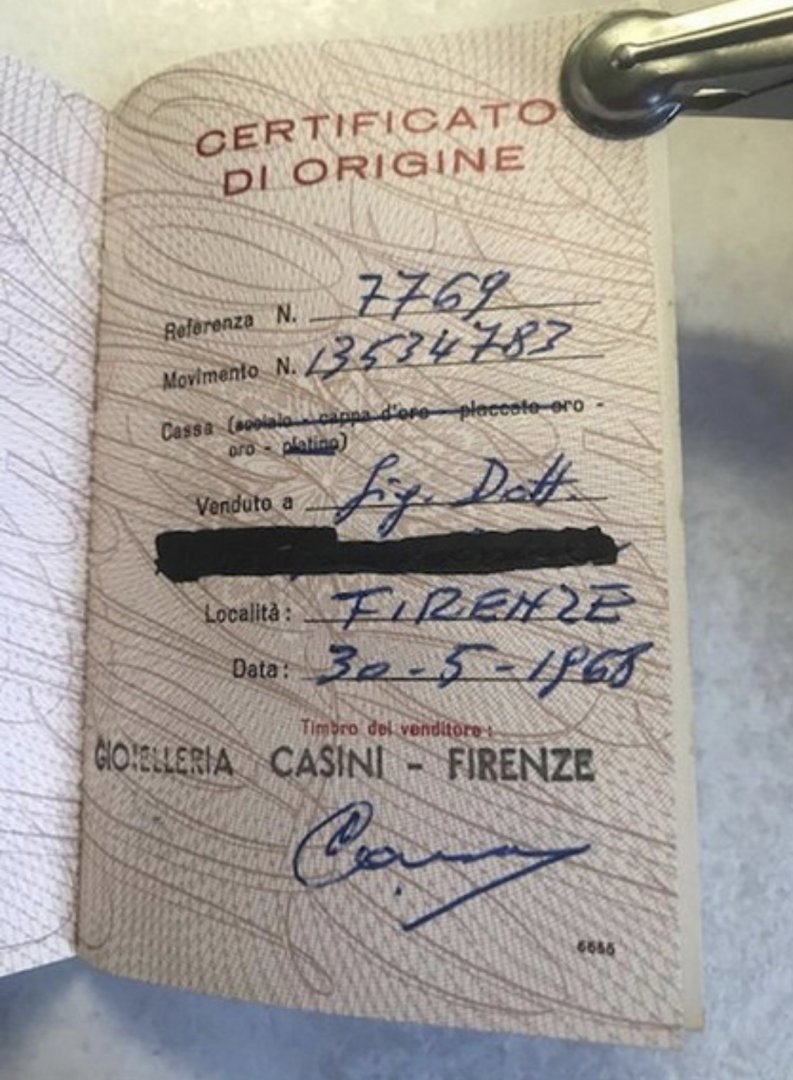 CERTIFICATO
DI ORIGINE
Referenza N. 7769
Movimento N. 13534783
Cassa (acciaio - cappa d'oro - placcato oro -
oro - platino)
Venduto a Sig. Dott.
Località: FIRENZE
Data: 30-5-1968
Timbro del venditore:
GIOIELLERIA CASINI - FIRENZE